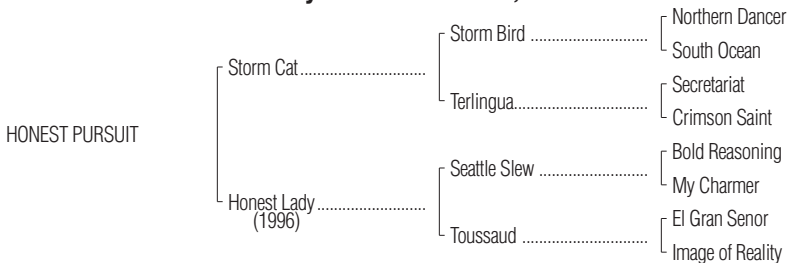 Northern Dancer
Storm Bird ..............................
South Ocean
Storm Cat................................
Secretariat
Terlingua..................................
Crimson Saint
HONEST PURSUIT
Bold Reasoning
Seattle Slew ............................
My Charmer
Honest Lady............................
(1996)
El Gran Senor
Toussaud ................................
Image of Reality